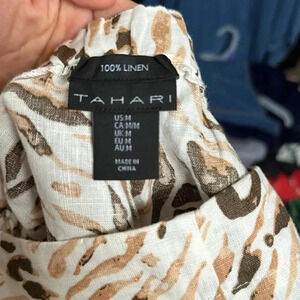 100% LINEN
TAHARI
US:M
CA:M/M
UK:M
EU:M
AU:M
MADE IN
CHINA